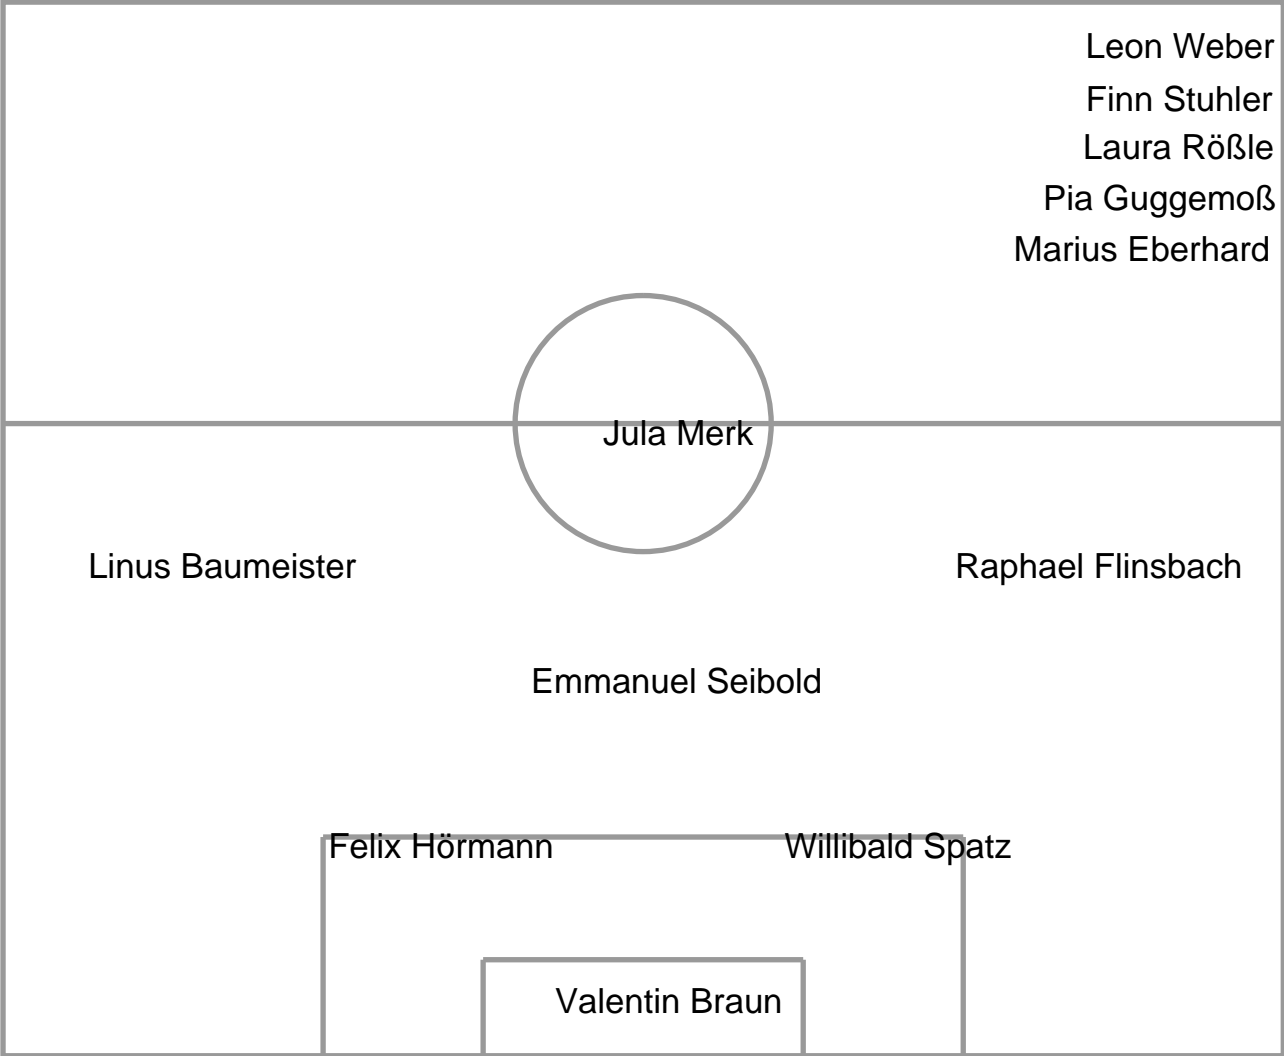 Leon Weber
Finn Stuhler
Laura Rößle
Pia Guggemoß
Marius Eberhard
Jula Merk
Linus Baumeister
Raphael Flinsbach
Emmanuel Seibold
Felix Hörmann
Willibald Spatz
Valentin Braun